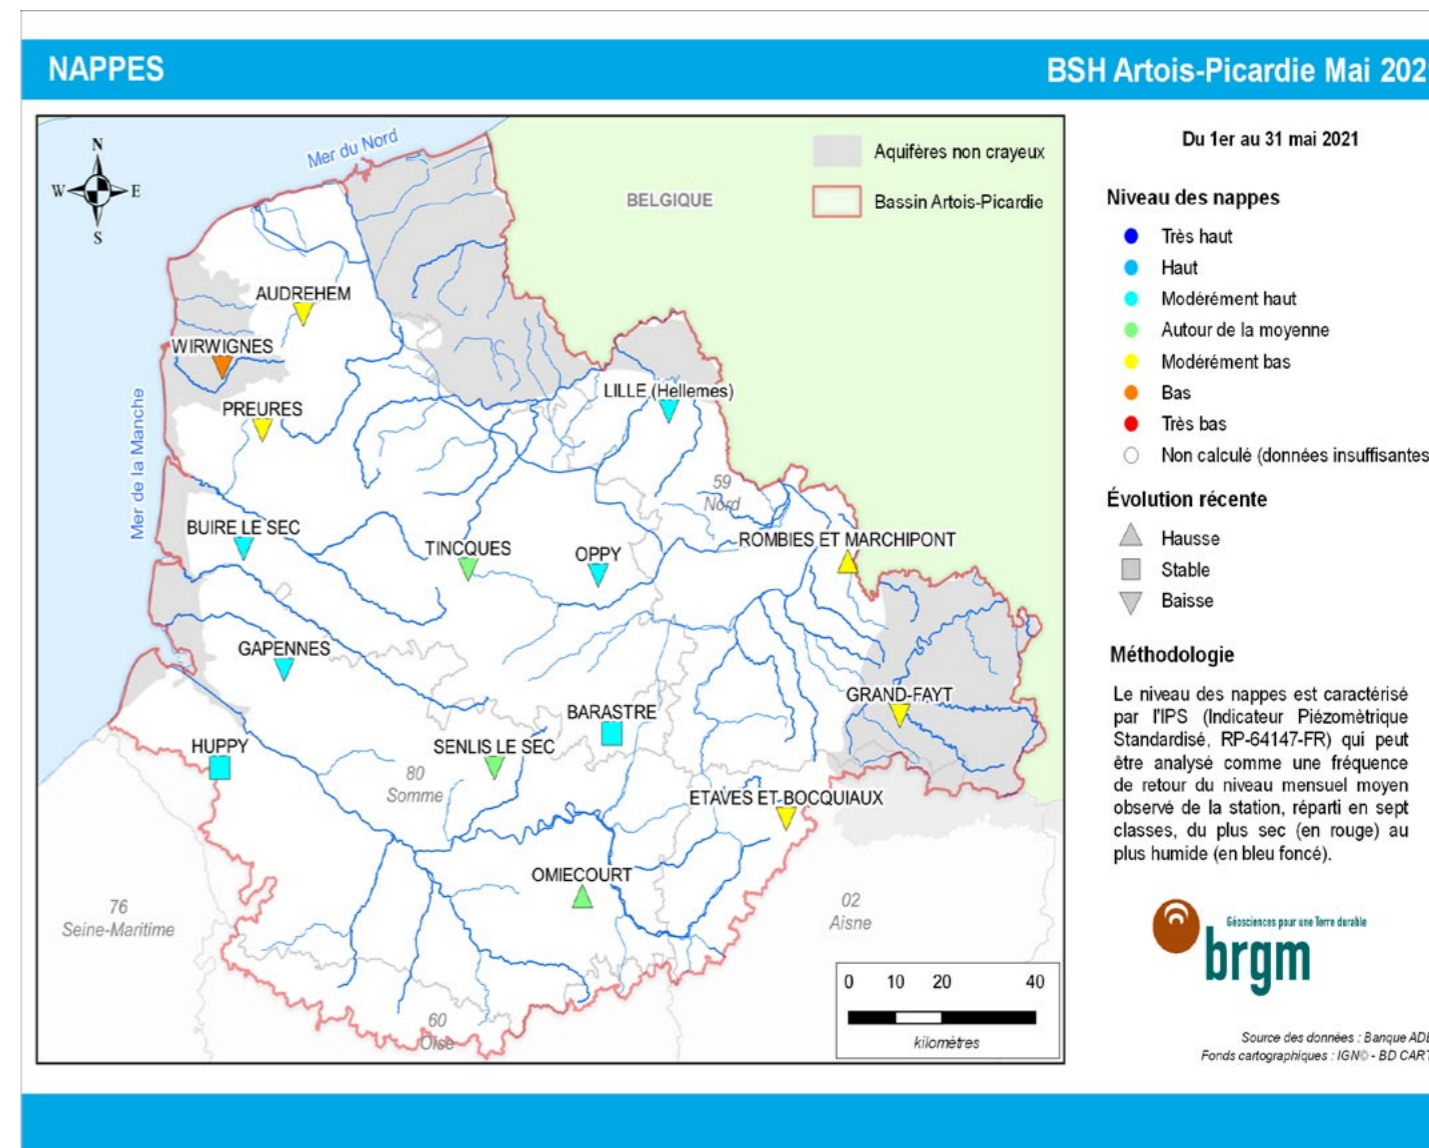 NAPPES
BSH Artois-Picardie Mai 202
N
W
E
S
Mer du Nord
BELGIQUE
Aquifères non crayeux
Bassin Artois-Picardie
AUDREHEM
WIRWIGNES
LILLE (Hellemes)
PREURES
Mer de la Manche
59
Nord
BUIRE LE SEC
TINCQUES
OPPY
ROMBIES ET MARCHIPONT
GAPENNES
GRAND-FAYT
BARASTRE
HUPPY
SENLIS LE SEC
80
Somme
ETAVES ET BOCQUIAUX
OMIECOURT
76
Seine-Maritime
02
Aisne
60
Oise
0 10 20 40
kilomètres
Du 1er au 31 mai 2021
Niveau des nappes
Très haut
Haut
Modérément haut
Autour de la moyenne
Modérément bas
Bas
Très bas
Non calculé (données insuffisantes
Évolution récente
Hausse
Stable
Baisse
Méthodologie
Le niveau des nappes est caractérisé
par l'IPS (Indicateur Piézomètrique
Standardisé, RP-64147-FR) qui peut
être analysé comme une fréquence
de retour du niveau mensuel moyen
observé de la station, réparti en sept
classes, du plus sec (en rouge) au
plus humide (en bleu foncé).
Géosciences pour une Terre durable
brgm
Source des données : Banque ADE
Fonds cartographiques : IGN© - BD CART